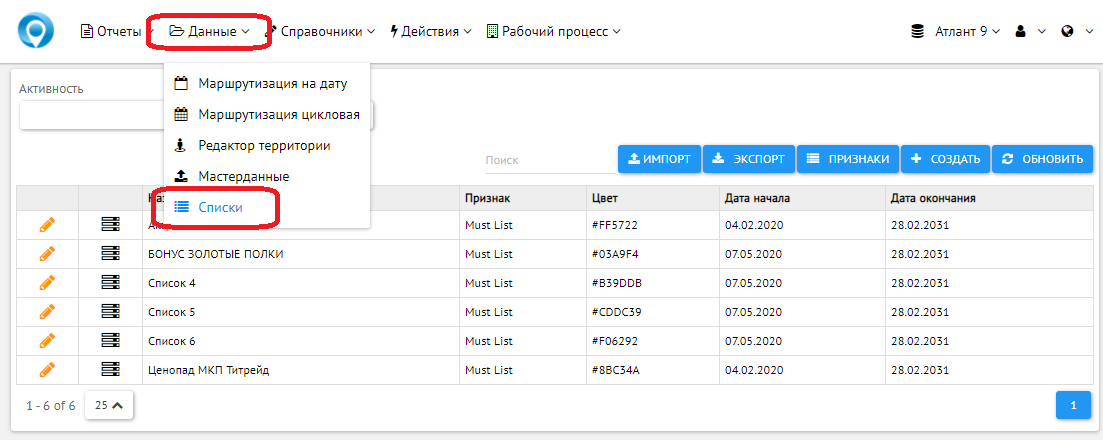 Отчеты Данные Справочники Действия Рабочий процесс Атлант 9
Маршрутизация на дату
Активность
Маршрутизация цикловая
Редактор территории
Поиск ИМПОРТ ЭКСПОРТ ПРИЗНАКИ СОЗДАТЬ ОБНОВИТЬ
Мастерданные
Списки
Признак Цвет Дата начала Дата окончания
Must List #FF5722 04.02.2020 28.02.2031
БОНУС ЗОЛОТЫЕ ПОЛКИ Must List #03A9F4 07.05.2020 28.02.2031
Список 4 Must List #B39DDB 07.05.2020 28.02.2031
Список 5 Must List #CDDC39 07.05.2020 28.02.2031
Список 6 Must List #F06292 07.05.2020 28.02.2031
Ценопад МКП Титрейд Must List #8BC34A 04.02.2020 28.02.2031
1 - 6 of 6 25 1